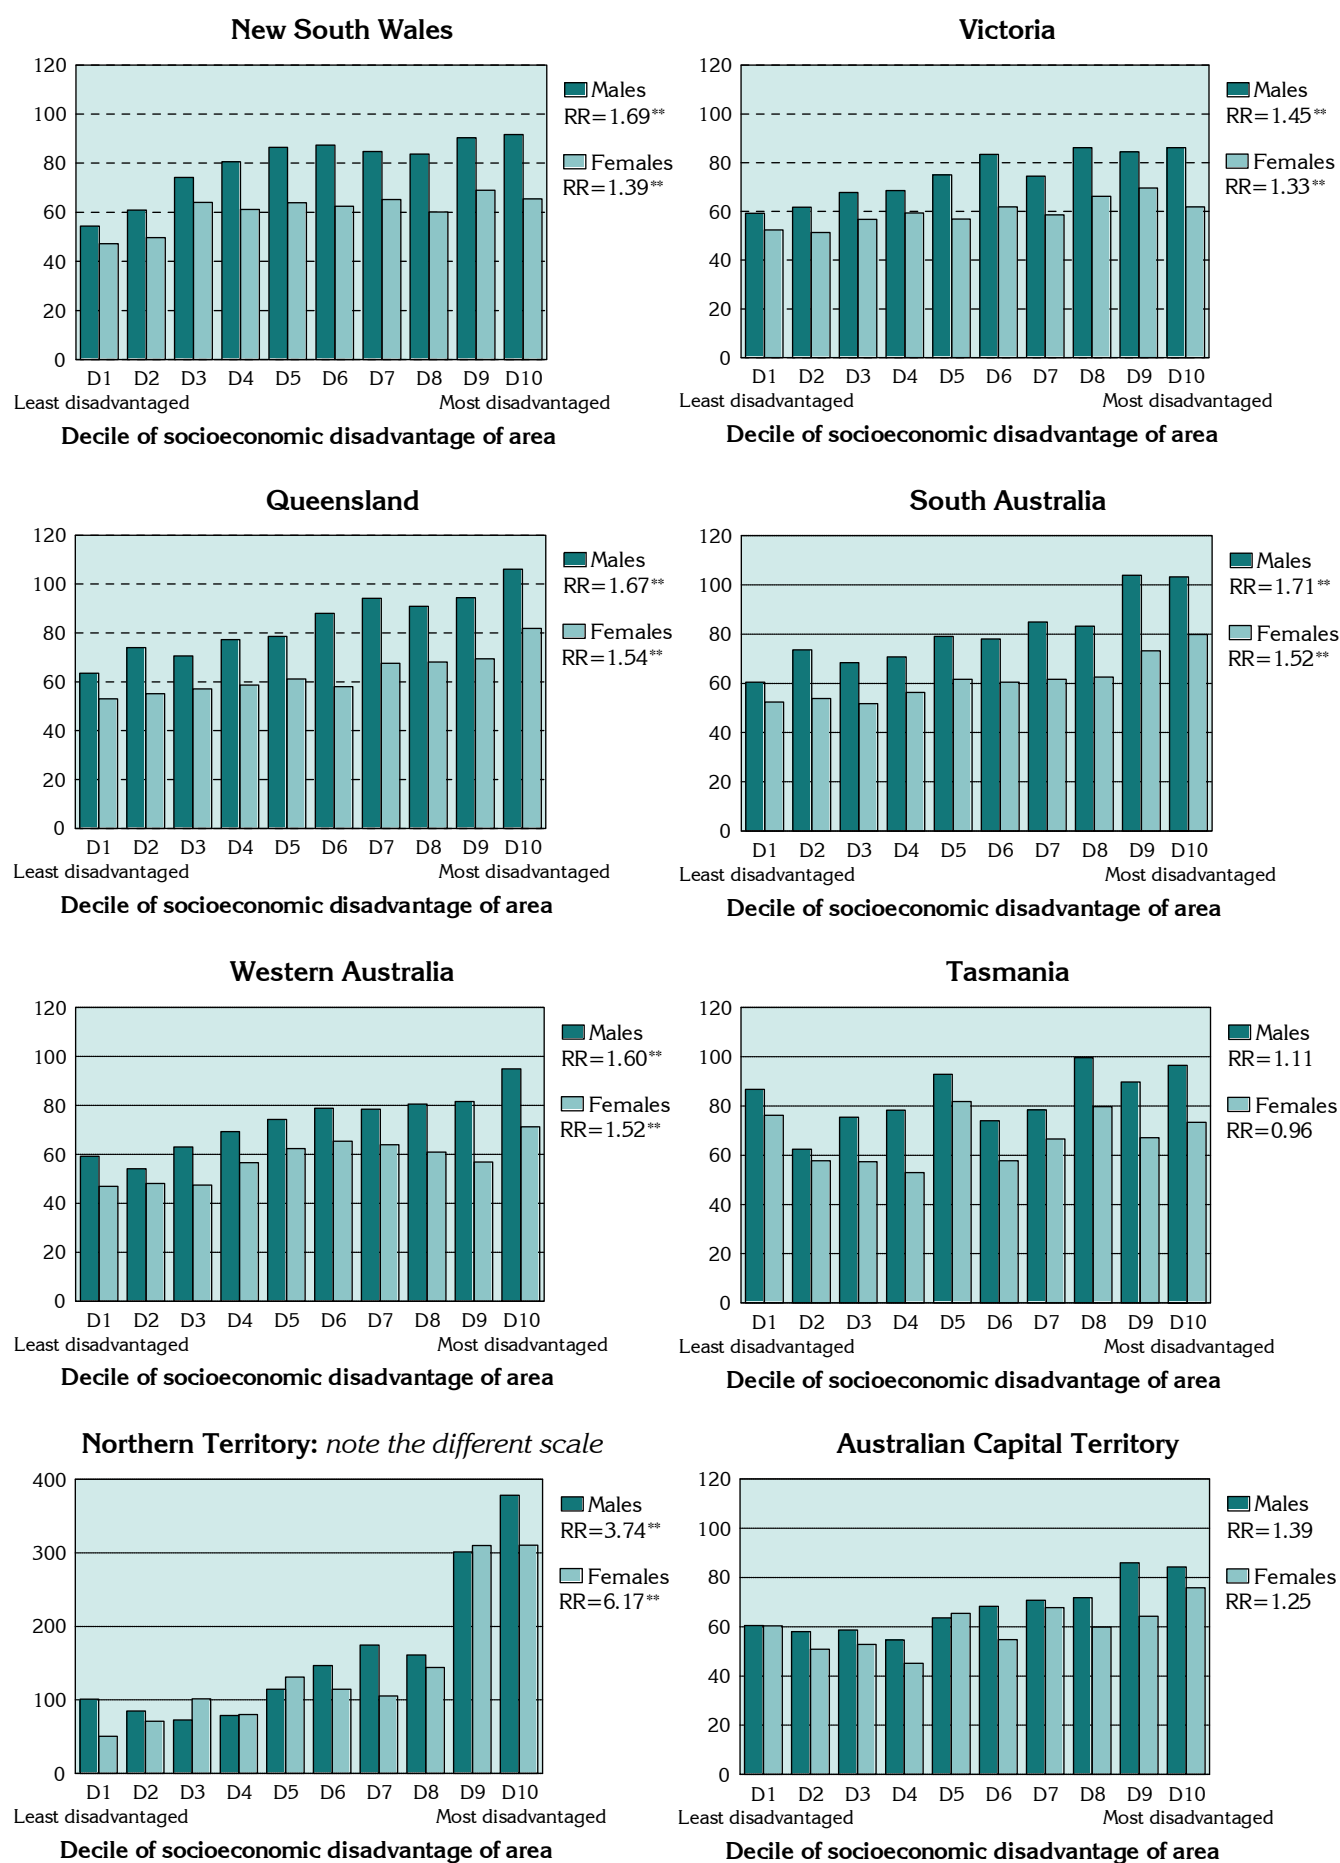 New South Wales
120
100
80
60
40
20
0
D1 D2 D3 D4 D5 D6 D7 D8 D9 D10
Least disadvantaged Most disadvantaged
Decile of socioeconomic disadvantage of area
Males
RR=1.69**
Females
RR=1.39**
Victoria
120
100
80
60
40
20
0
D1 D2 D3 D4 D5 D6 D7 D8 D9 D10
Least disadvantaged Most disadvantaged
Decile of socioeconomic disadvantage of area
Males
RR=1.45**
Females
RR=1.33**
Queensland
120
100
80
60
40
20
0
D1 D2 D3 D4 D5 D6 D7 D8 D9 D10
Least disadvantaged Most disadvantaged
Decile of socioeconomic disadvantage of area
Males
RR=1.67**
Females
RR=1.54**
South Australia
120
100
80
60
40
20
0
D1 D2 D3 D4 D5 D6 D7 D8 D9 D10
Least disadvantaged Most disadvantaged
Decile of socioeconomic disadvantage of area
Males
RR=1.71**
Females
RR=1.52**
Western Australia
120
100
80
60
40
20
0
D1 D2 D3 D4 D5 D6 D7 D8 D9 D10
Least disadvantaged Most disadvantaged
Decile of socioeconomic disadvantage of area
Males
RR=1.60**
Females
RR=1.52**
Tasmania
120
100
80
60
40
20
0
D1 D2 D3 D4 D5 D6 D7 D8 D9 D10
Least disadvantaged Most disadvantaged
Decile of socioeconomic disadvantage of area
Males
RR=1.11
Females
RR=0.96
Northern Territory: note the different scale
400
300
200
100
0
D1 D2 D3 D4 D5 D6 D7 D8 D9 D10
Least disadvantaged Most disadvantaged
Decile of socioeconomic disadvantage of area
Males
RR=3.74**
Females
RR=6.17**
Australian Capital Territory
120
100
80
60
40
20
0
D1 D2 D3 D4 D5 D6 D7 D8 D9 D10
Least disadvantaged Most disadvantaged
Decile of socioeconomic disadvantage of area
Males
RR=1.39
Females
RR=1.25